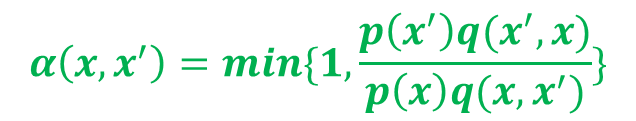 α(x, x′) = min{1, p(x′)q(x′, x) / p(x)q(x, x′)}